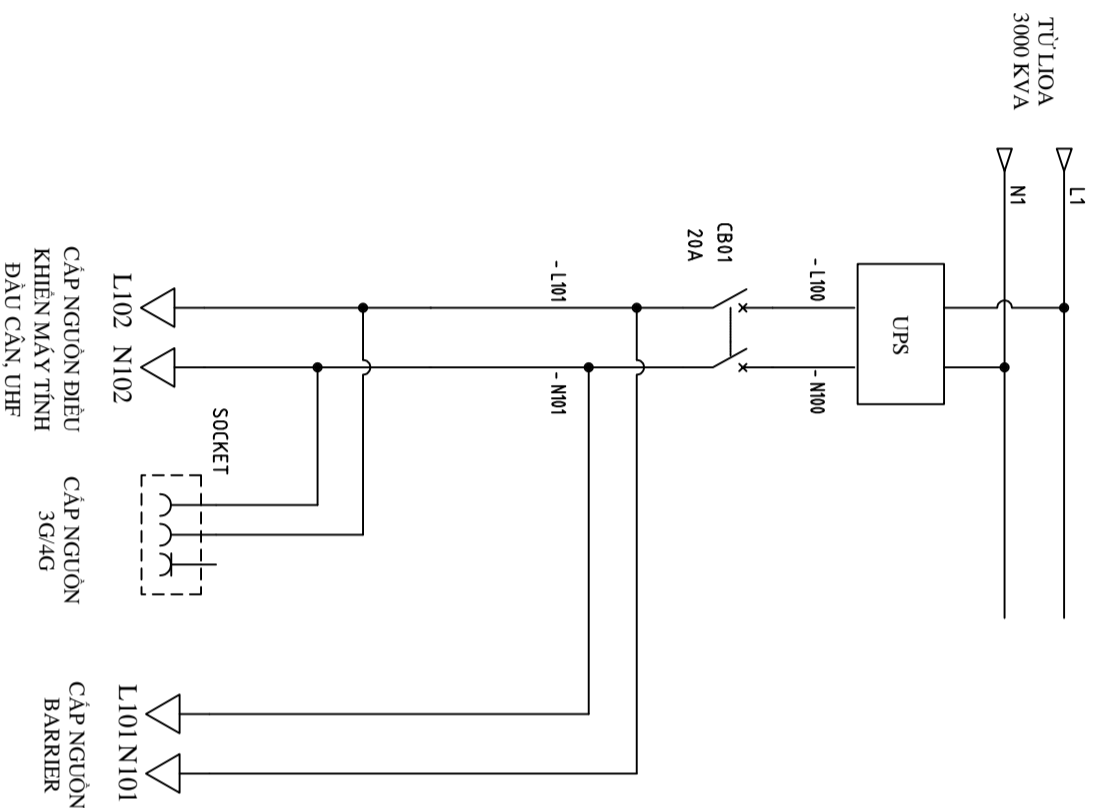 TỪ LIOA
3000 KVA
L1
N1
UPS
- L100
- N100
CB01
20A
- L101
- N101
SOCKET
L102 N102
L101 N101
CẤP NGUỒN ĐIỀU
KHIỂN MÁY TÍNH
ĐẦU CÂN, UHF
CẤP NGUỒN
3G/4G
CẤP NGUỒN
BARRIER